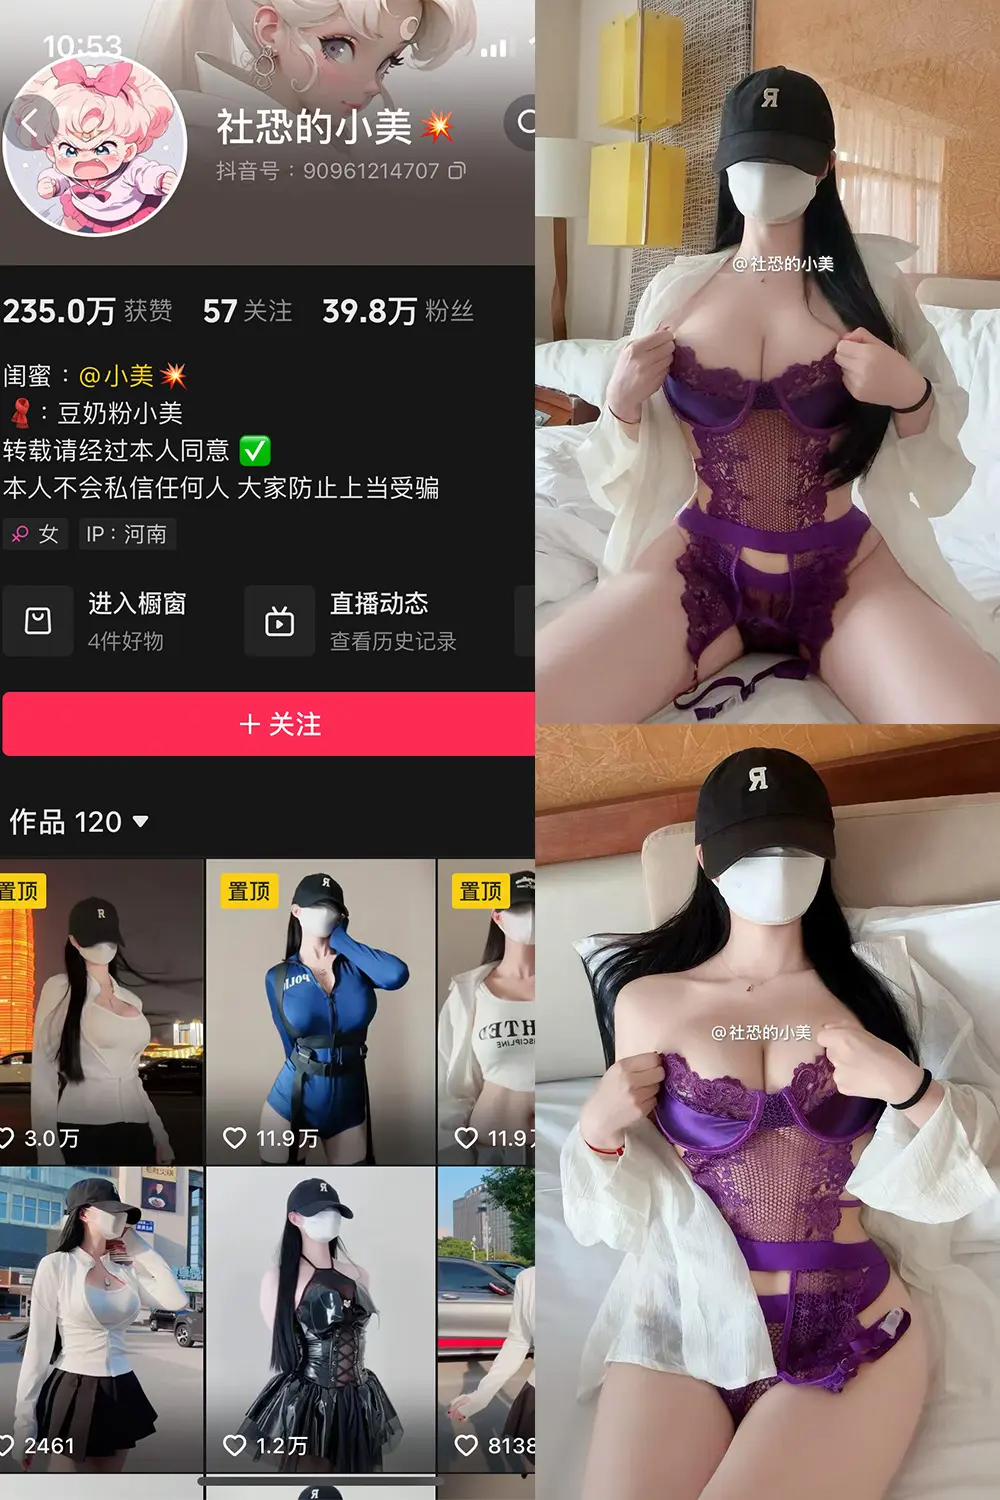 10:53
社恐的小美
抖音号：90961214707
235.0万 获赞 57 关注 39.8万 粉丝
闺蜜：@小美
：豆奶粉小美
转载请经过本人同意
本人不会私信任何人 大家防止上当受骗
女 IP：河南
进入橱窗
4件好物
直播动态
查看历史记录
+ 关注
作品 120
置顶
置顶
置顶
R
R
POLI
3.0万
11.9万
11.9
R
2461
1.2万
8138
R
R
@社恐的小美
R
@社恐的小美